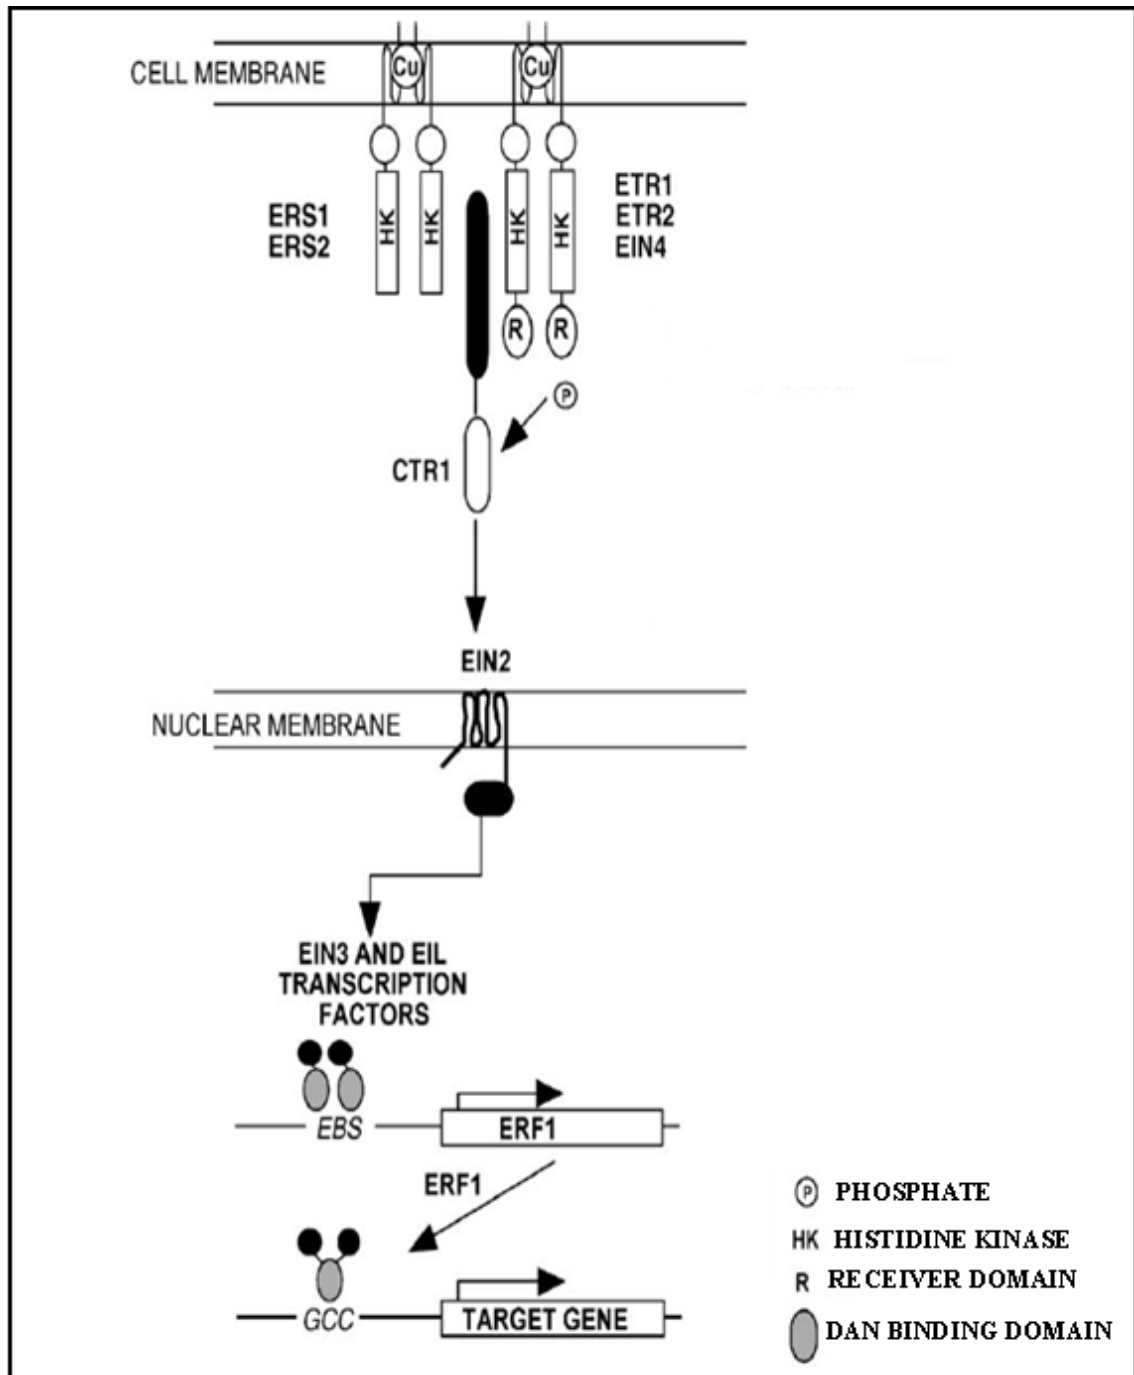 Cu
Cu
CELL MEMBRANE
ERS1
ERS2
HK
HK
HK
HK
ETR1
ETR2
EIN4
R
R
P
CTR1
EIN2
NUCLEAR MEMBRANE
EIN3 AND EIL
TRANSCRIPTION
FACTORS
EBS
ERF1
ERF1
GCC
TARGET GENE
P PHOSPHATE
HK HISTIDINE KINASE
R RECEIVER DOMAIN
DAN BINDING DOMAIN